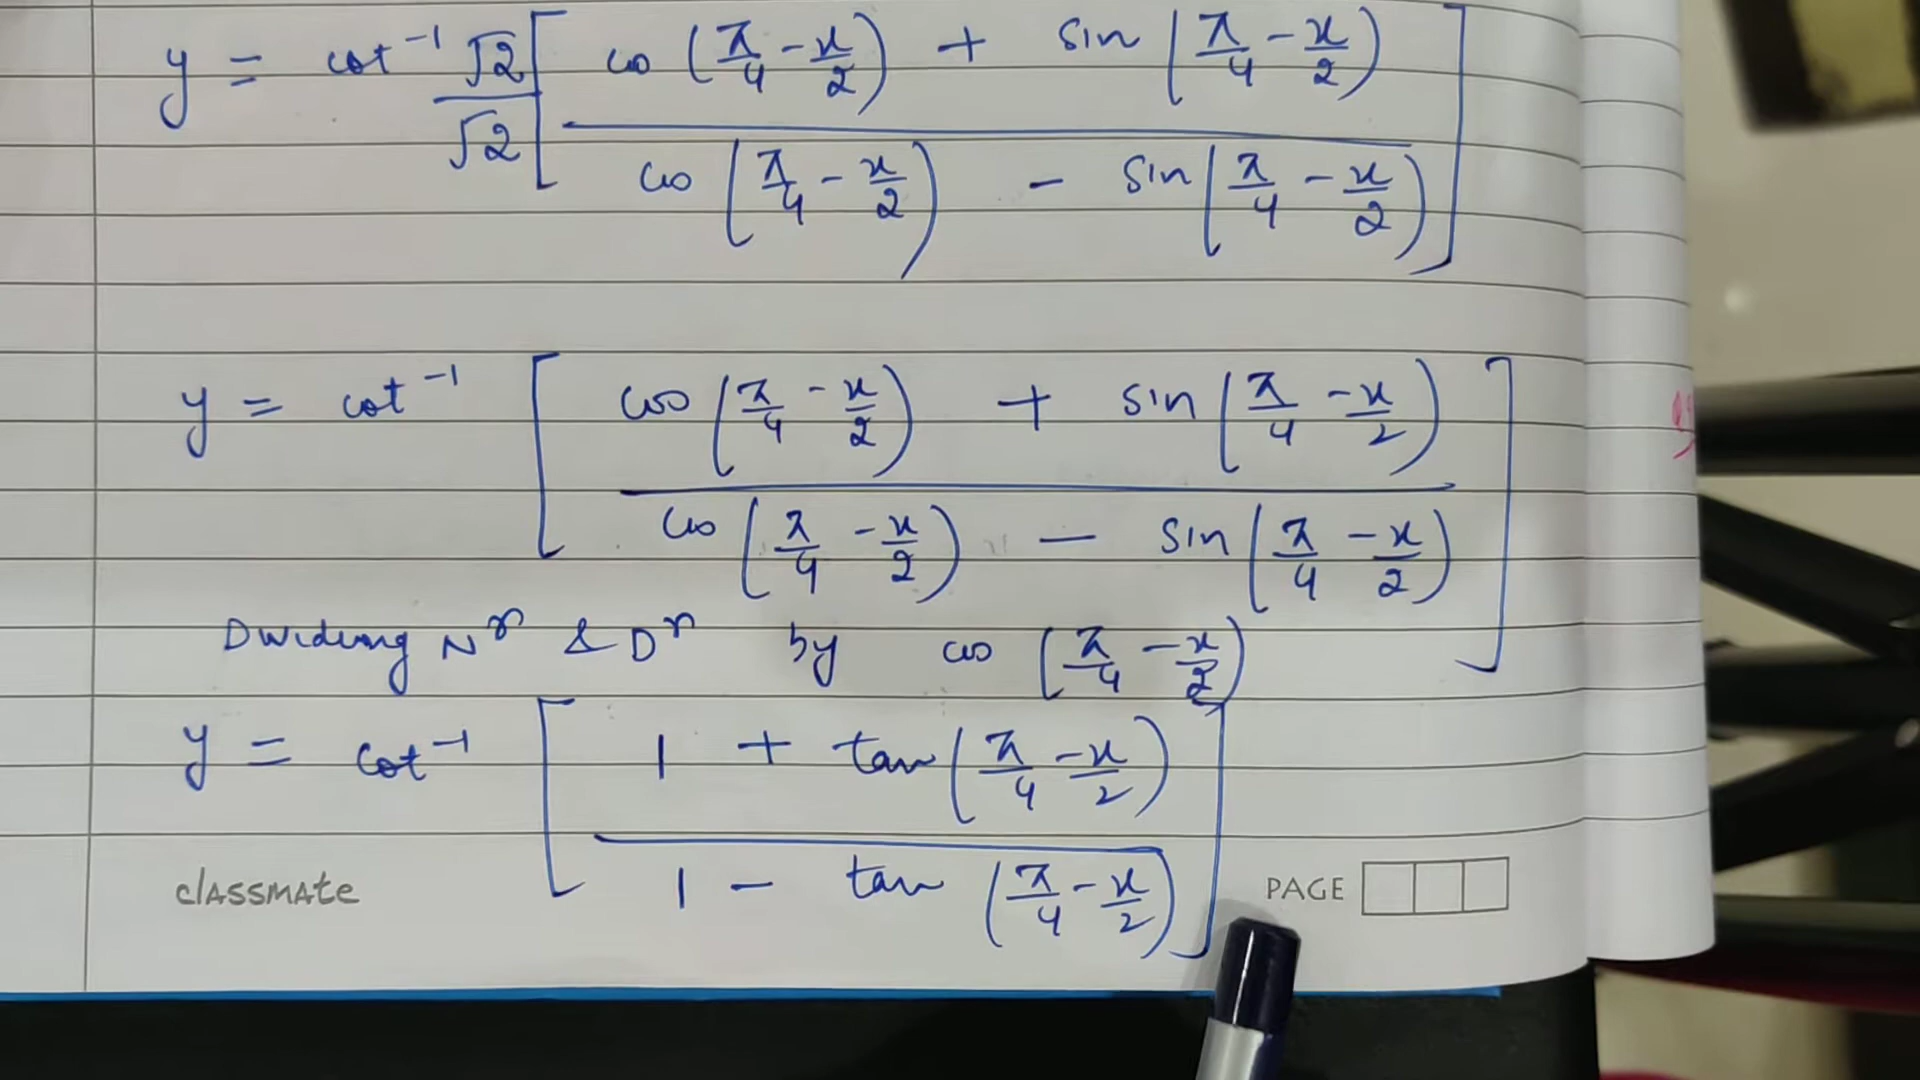 y = cot⁻¹ √2/√2 [ cos (π/4 - x/2) + sin (π/4 - x/2) / cos (π/4 - x/2) - sin (π/4 - x/2) ]
y = cot⁻¹ [ cos (π/4 - x/2) + sin (π/4 - x/2) / cos (π/4 - x/2) - sin (π/4 - x/2) ]
Dividing Nʳ & Dʳ by cos (π/4 - x/2)
y = cot⁻¹ [ 1 + tan (π/4 - x/2) / 1 - tan (π/4 - x/2) ]
classmate PAGE